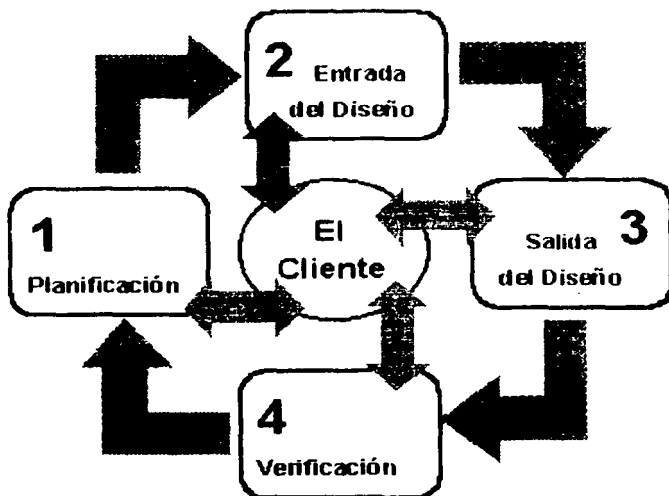 1
Planificación
2 Entrada
del Diseño
Salida 3
del Diseño
4
Verificación
El
Cliente